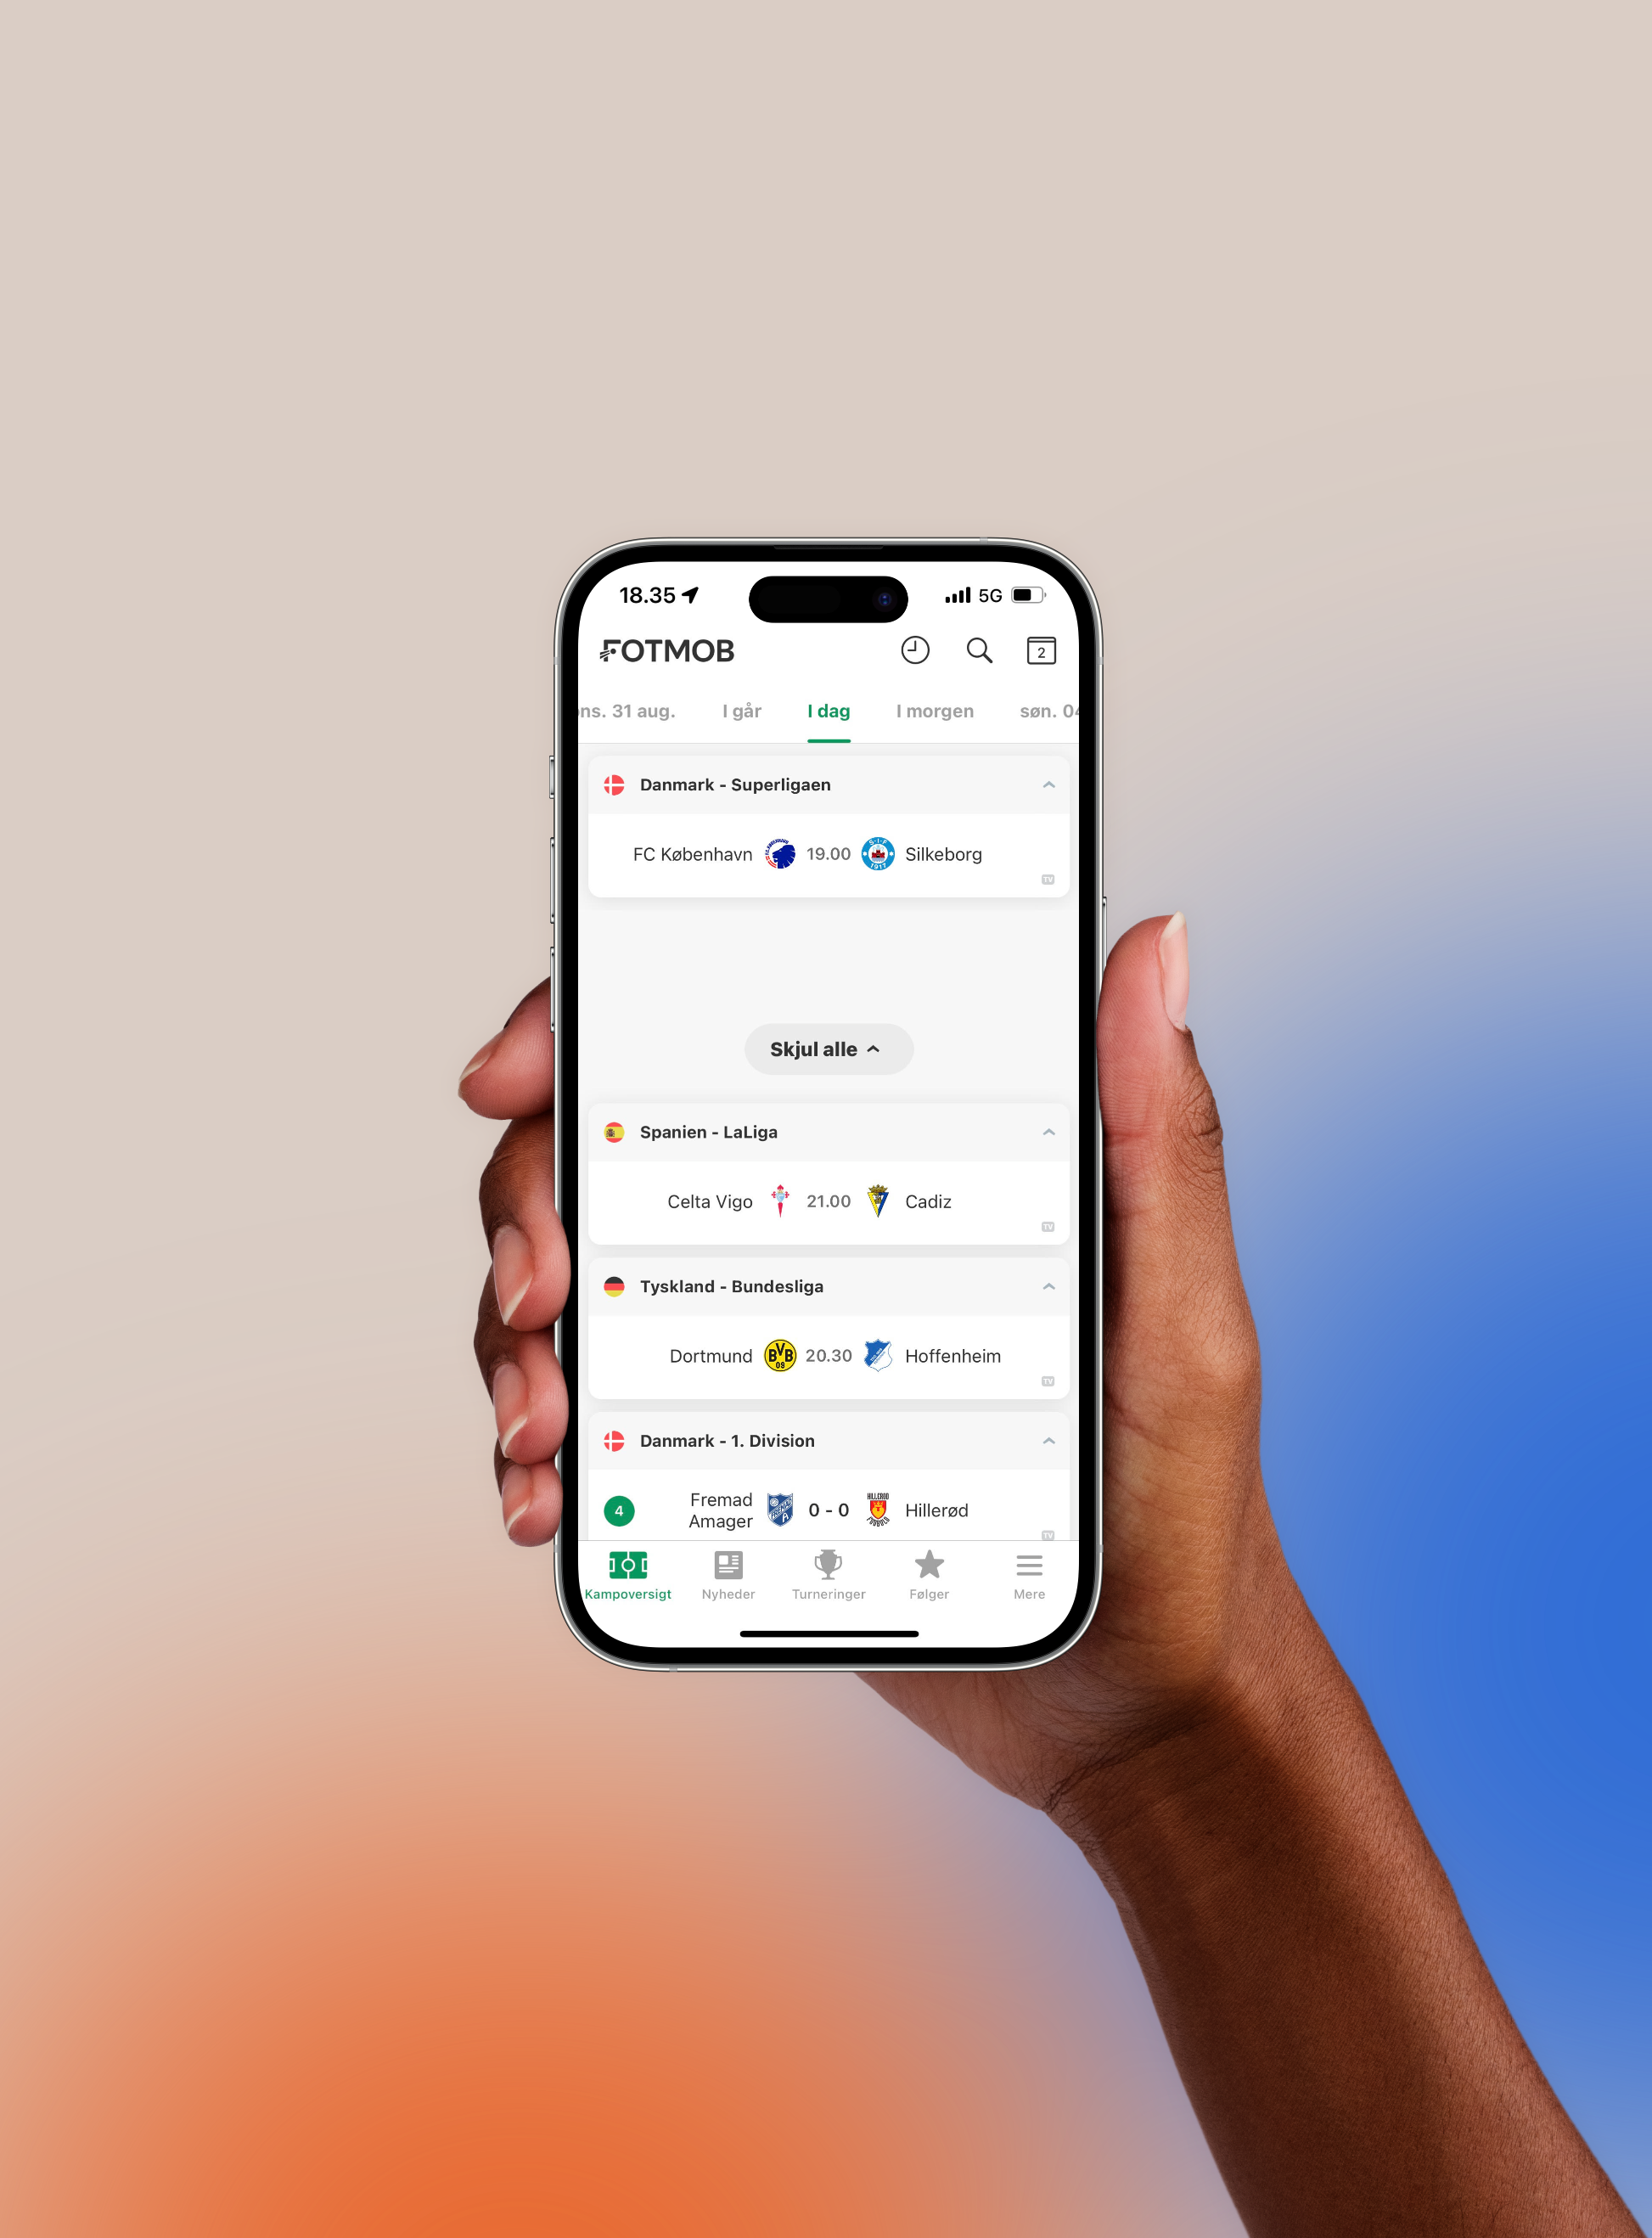 18.35 5G
FOTMOB 2
ns. 31 aug. I går I dag I morgen søn. 04
Danmark - Superligaen
FC København 19.00 Silkeborg
TV
Skjul alle
Spanien - LaLiga
Celta Vigo 21.00 Cadiz
TV
Tyskland - Bundesliga
Dortmund BVB 09 20.30 Hoffenheim
TV
Danmark - 1. Division
4 Fremad Amager 0 - 0 Hillerød
TV
Kampoversigt Nyheder Turneringer Følger Mere